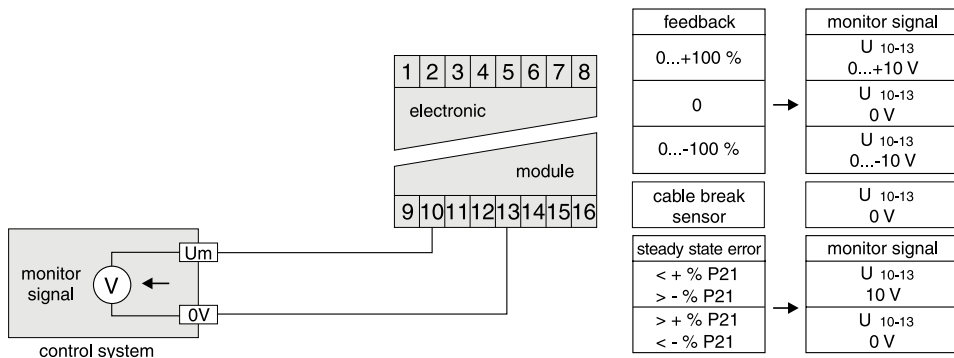 1 2 3 4 5 6 7 8
electronic
module
9 10 11 12 13 14 15 16
Um
monitor
signal
V
0V
control system
feedback
0...+100 %
0
0...-100 %
cable break
sensor
steady state error
< + % P21
> - % P21
> + % P21
< - % P21
monitor signal
U 10-13
0...+10 V
U 10-13
0 V
U 10-13
0...-10 V
U 10-13
0 V
monitor signal
U 10-13
10 V
U 10-13
0 V